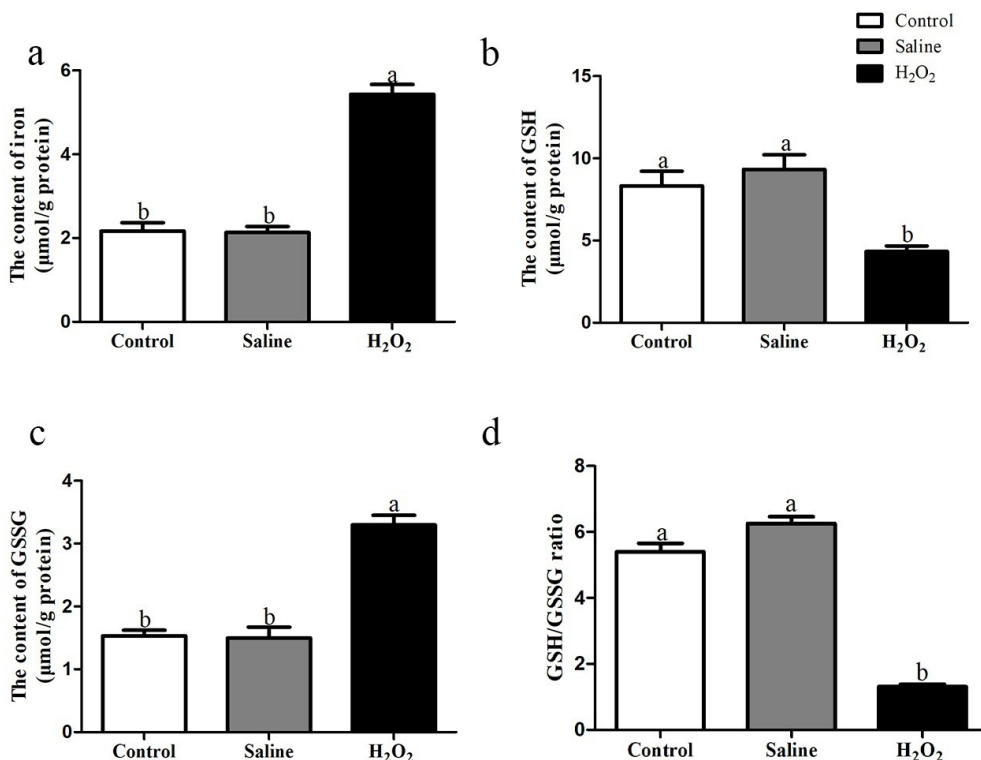 Control
Saline
H₂O₂
a
The content of iron
(μmol/g protein)
6
4
2
0
b
b
a
Control
Saline
H₂O₂
b
The content of GSH
(μmol/g protein)
15
10
5
0
a
a
b
Control
Saline
H₂O₂
c
The content of GSSG
(μmol/g protein)
4
3
2
1
0
b
b
a
Control
Saline
H₂O₂
d
GSH/GSSG ratio
8
6
4
2
0
a
a
b
Control
Saline
H₂O₂